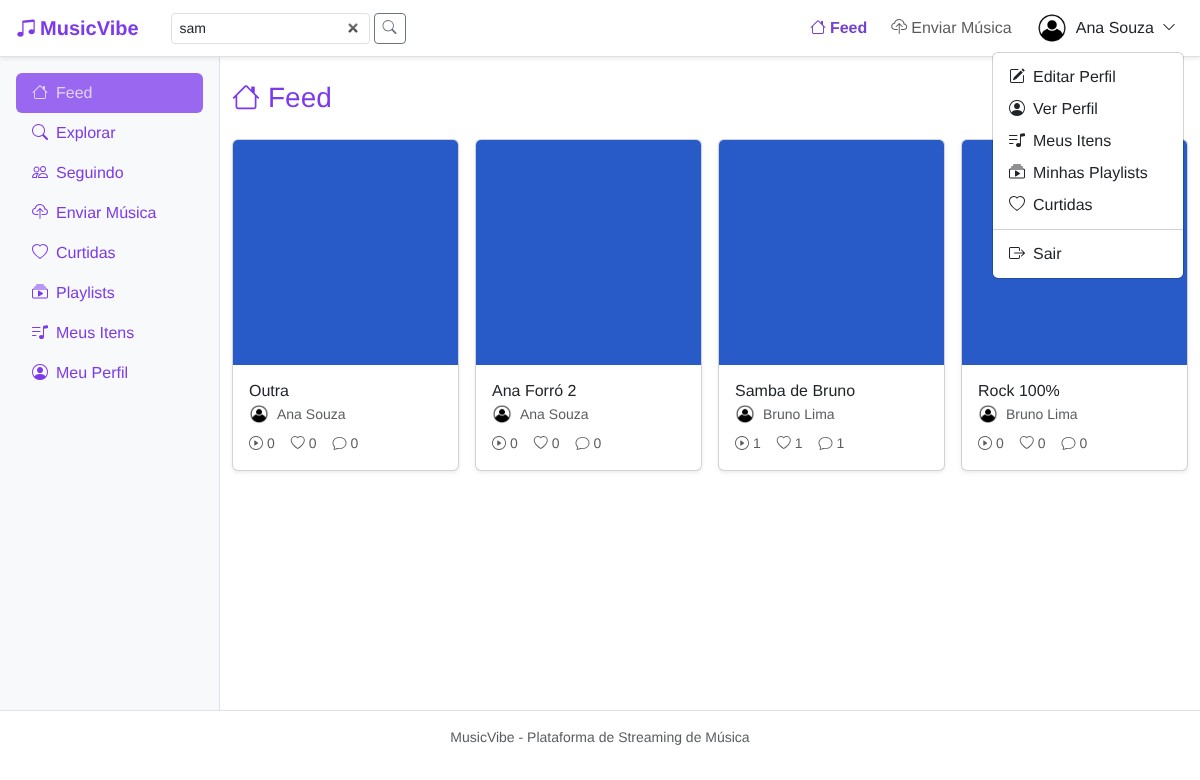 MusicVibe
sam
Feed
Enviar Música
Ana Souza
Editar Perfil
Ver Perfil
Meus Itens
Minhas Playlists
Curtidas
Sair
Feed
Explorar
Seguindo
Enviar Música
Curtidas
Playlists
Meus Itens
Meu Perfil
Feed
Outra
Ana Souza
0 0 0
Ana Forró 2
Ana Souza
0 0 0
Samba de Bruno
Bruno Lima
1 1 1
Rock 100%
Bruno Lima
0 0 0
MusicVibe - Plataforma de Streaming de Música